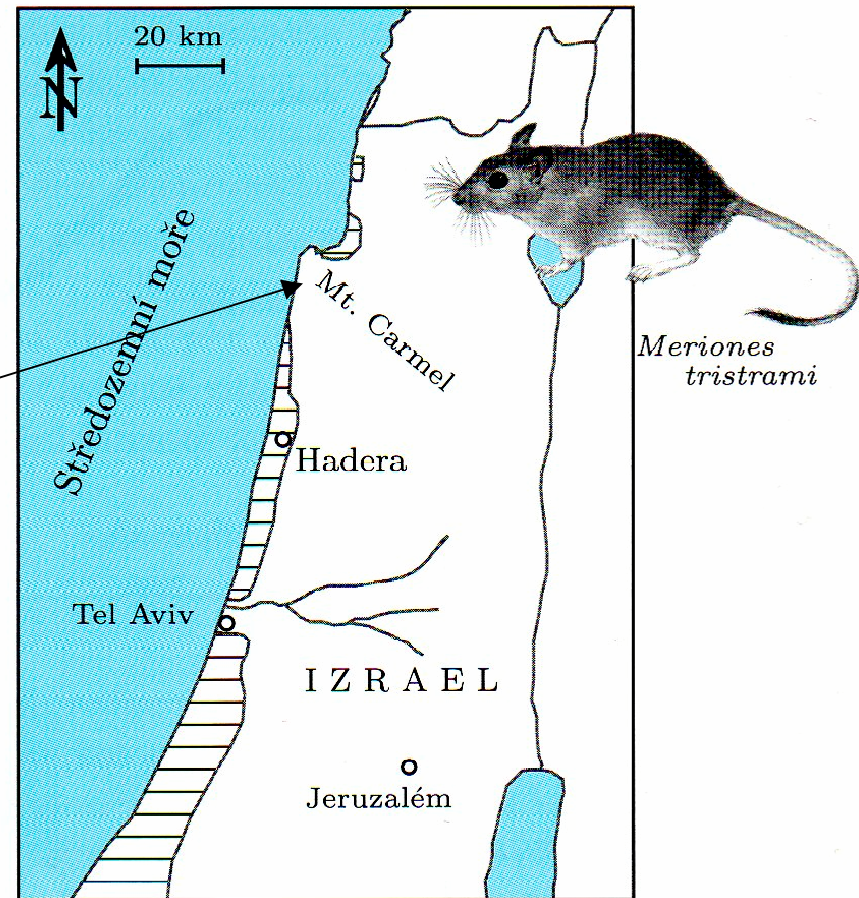 20 km
N
Středozemní moře
Mt. Carmel
Meriones
tristrami
Hadera
Tel Aviv
IZRAEL
Jeruzalém